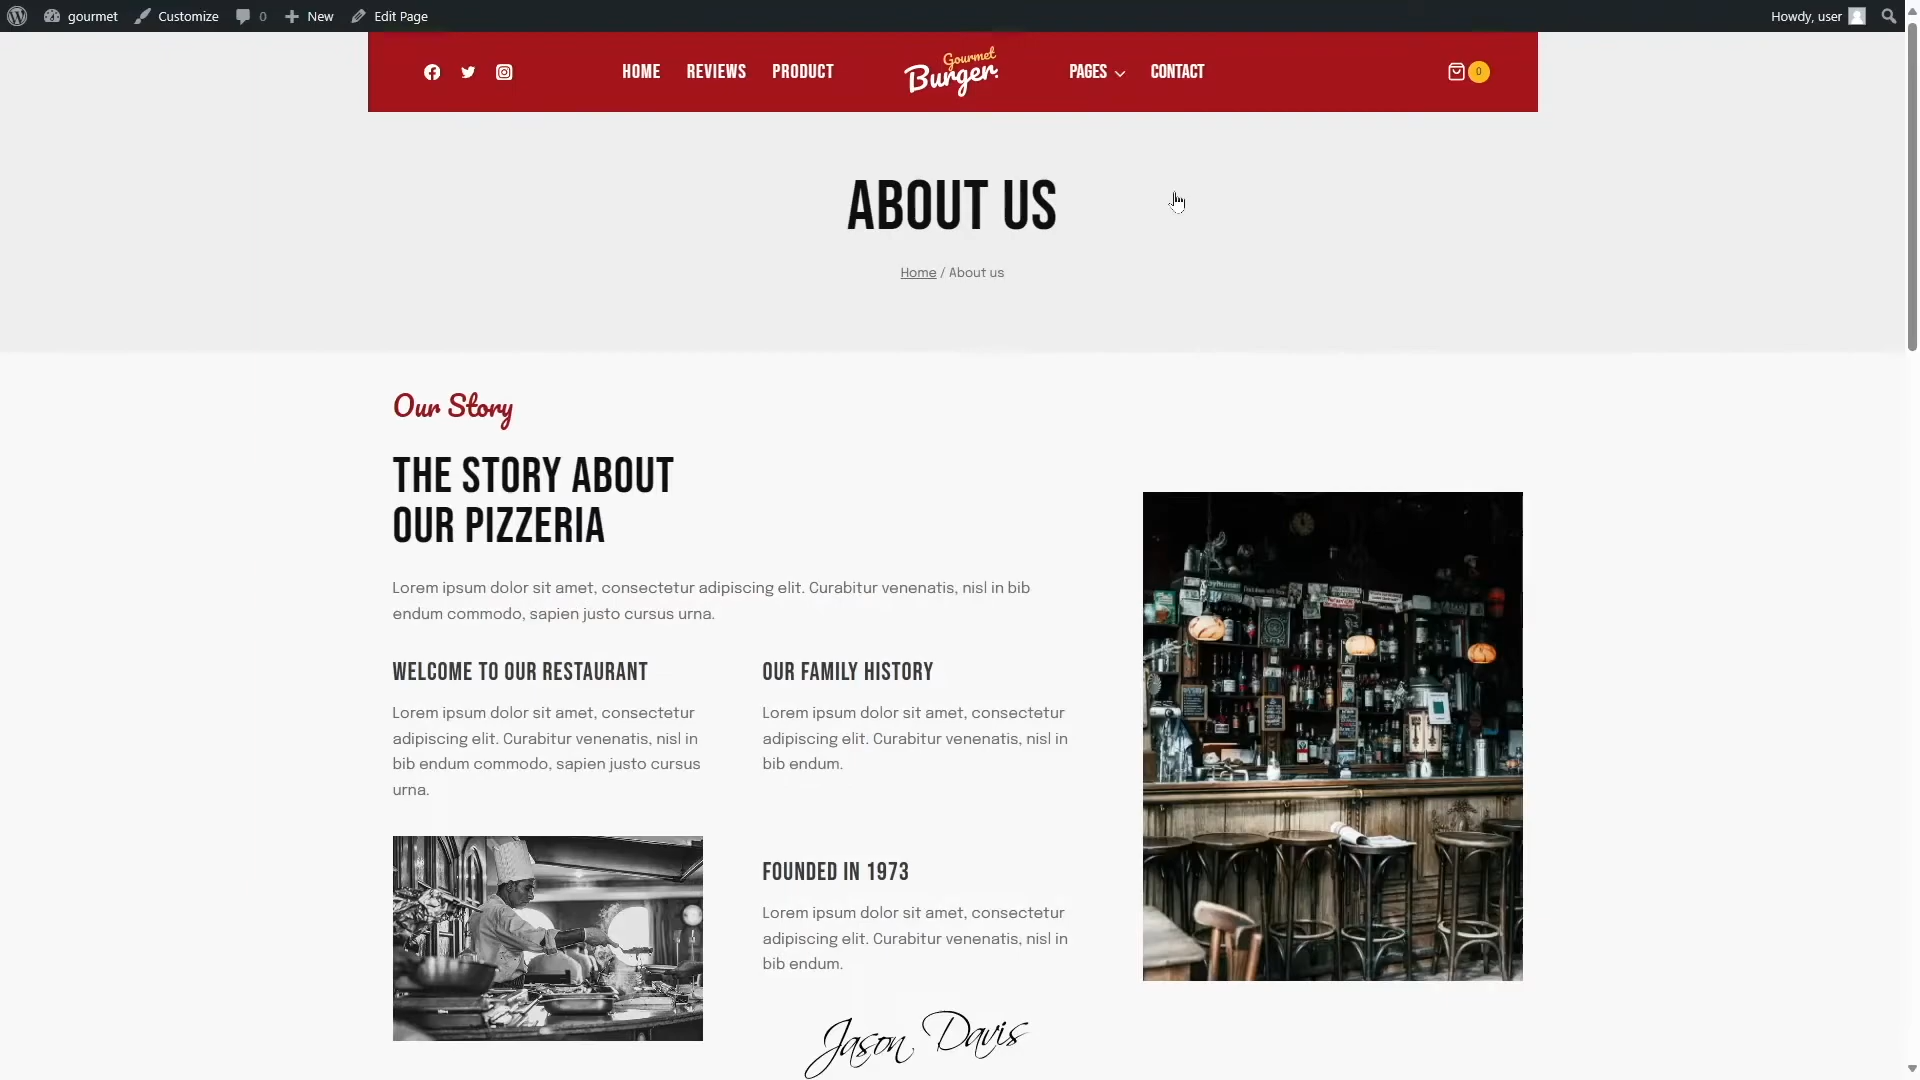 gourmet Customize 0 New Edit Page Howdy, user
HOME REVIEWS PRODUCT Gourmet Burger. PAGES CONTACT 0
ABOUT US
Home / About us
Our Story
THE STORY ABOUT
OUR PIZZERIA
Lorem ipsum dolor sit amet, consectetur adipiscing elit. Curabitur venenatis, nisl in bib
endum commodo, sapien justo cursus urna.
WELCOME TO OUR RESTAURANT
Lorem ipsum dolor sit amet, consectetur
adipiscing elit. Curabitur venenatis, nisl in
bib endum commodo, sapien justo cursus
urna.
OUR FAMILY HISTORY
Lorem ipsum dolor sit amet, consectetur
adipiscing elit. Curabitur venenatis, nisl in
bib endum.
FOUNDED IN 1973
Lorem ipsum dolor sit amet, consectetur
adipiscing elit. Curabitur venenatis, nisl in
bib endum.
Jason Davis